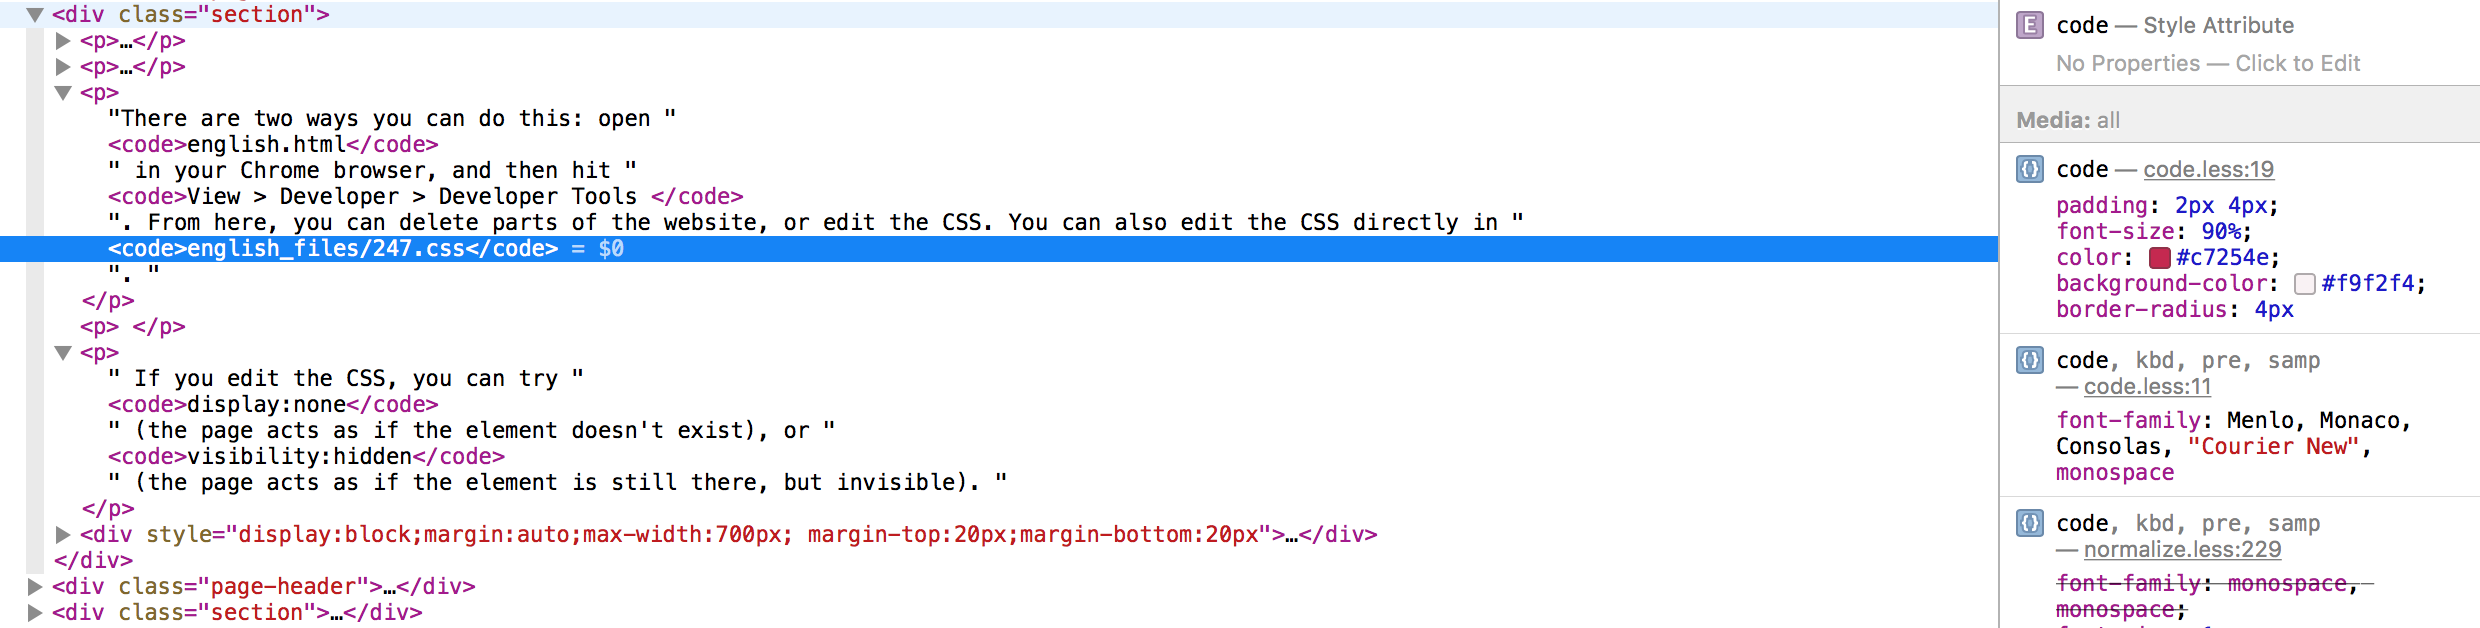 <div class="section">
<p>…</p>
<p>…</p>
<p>
"There are two ways you can do this: open "
<code>english.html</code>
" in your Chrome browser, and then hit "
<code>View > Developer > Developer Tools </code>
". From here, you can delete parts of the website, or edit the CSS. You can also edit the CSS directly in "
<code>english_files/247.css</code> = $0
". "
</p>
<p> </p>
<p>
" If you edit the CSS, you can try "
<code>display:none</code>
" (the page acts as if the element doesn't exist), or "
<code>visibility:hidden</code>
" (the page acts as if the element is still there, but invisible). "
</p>
<div style="display:block;margin:auto;max-width:700px; margin-top:20px;margin-bottom:20px">…</div>
</div>
<div class="page-header">…</div>
<div class="section">…</div>
E code — Style Attribute
No Properties — Click to Edit
Media: all
{} code — code.less:19
padding: 2px 4px;
font-size: 90%;
color: #c7254e;
background-color: #f9f2f4;
border-radius: 4px
{} code, kbd, pre, samp
— code.less:11
font-family: Menlo, Monaco,
Consolas, "Courier New",
monospace
{} code, kbd, pre, samp
— normalize.less:229
font-family: monospace,
monospace;